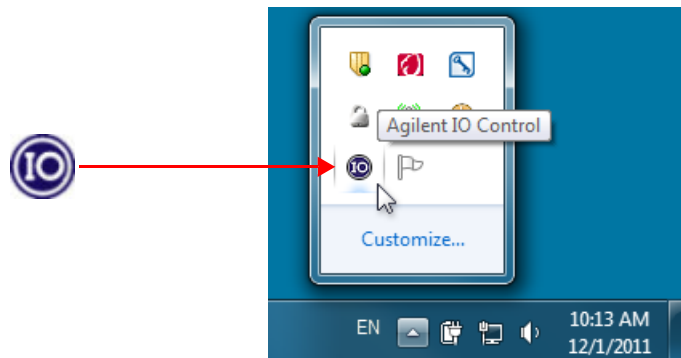 IO
Agilent IO Control
IO
Customize...
EN
10:13 AM
12/1/2011